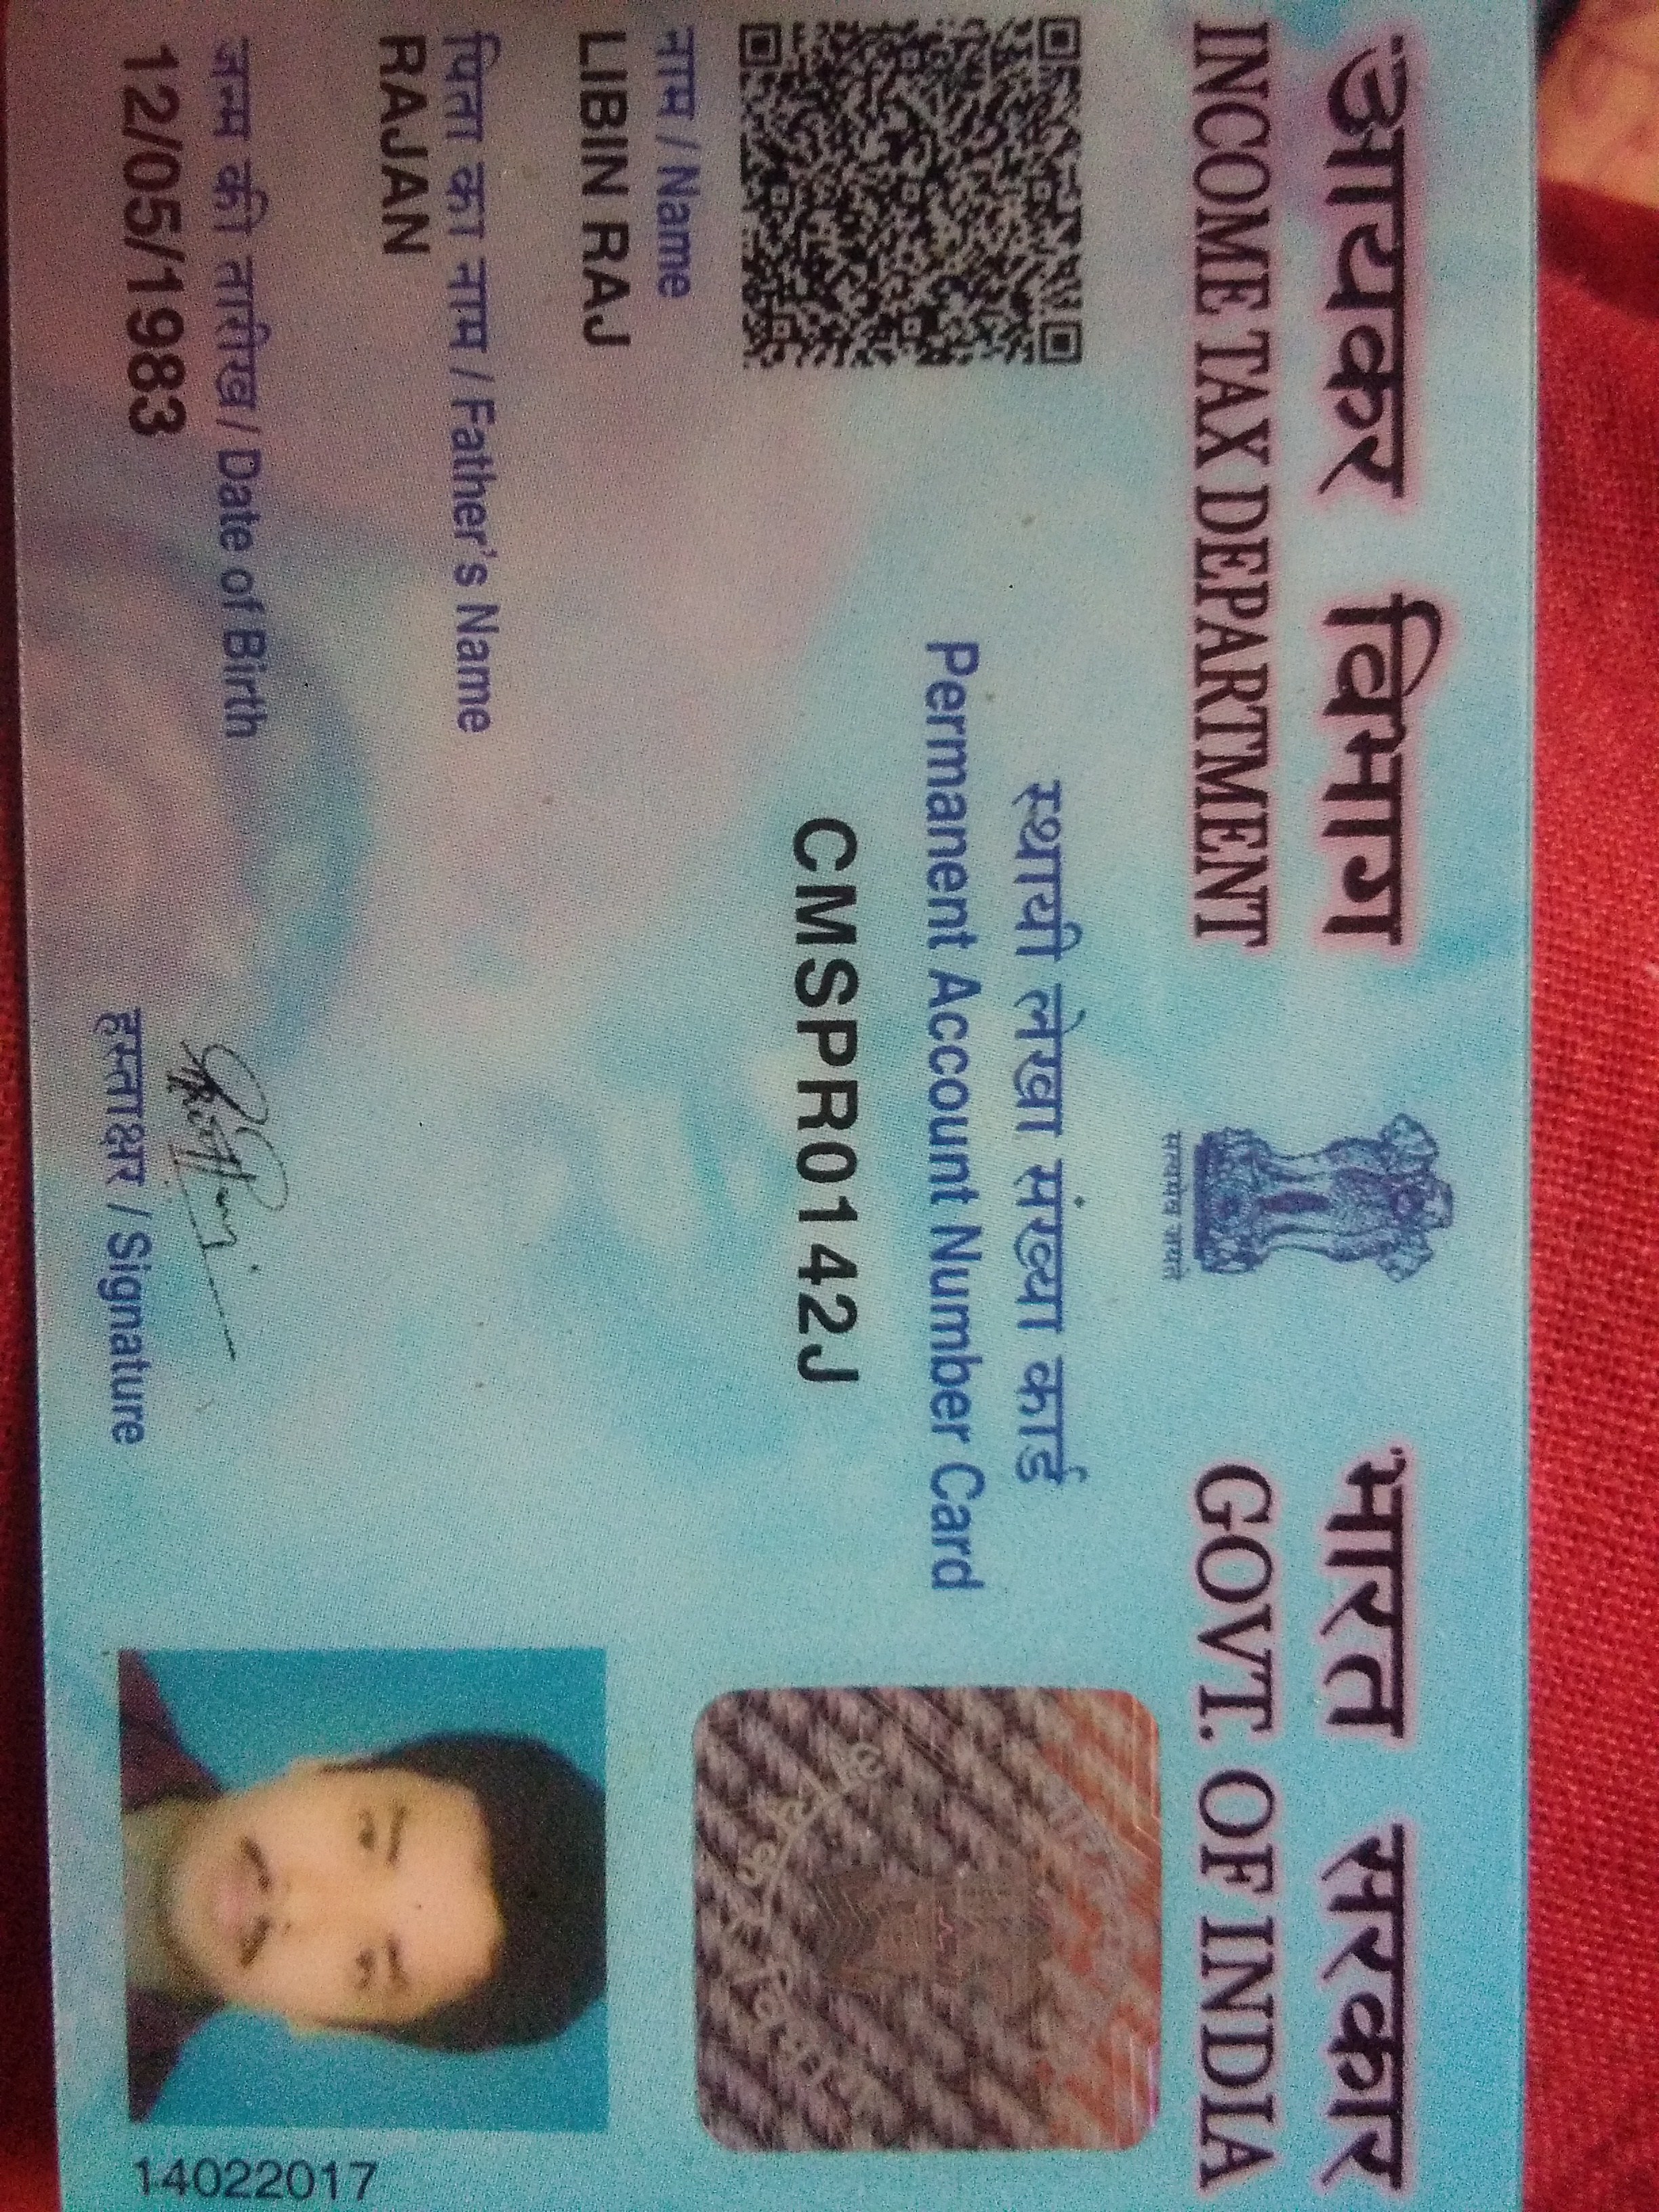 आयकर विभाग
INCOME TAX DEPARTMENT
सत्यमेव जयते
भारत सरकार
GOVT. OF INDIA
स्थायी लेखा संख्या कार्ड
Permanent Account Number Card
CMSPR0142J
नाम / Name
LIBIN RAJ
पिता का नाम / Father's Name
RAJAN
जन्म की तारीख / Date of Birth
12/05/1983
हस्ताक्षर / Signature
14022017